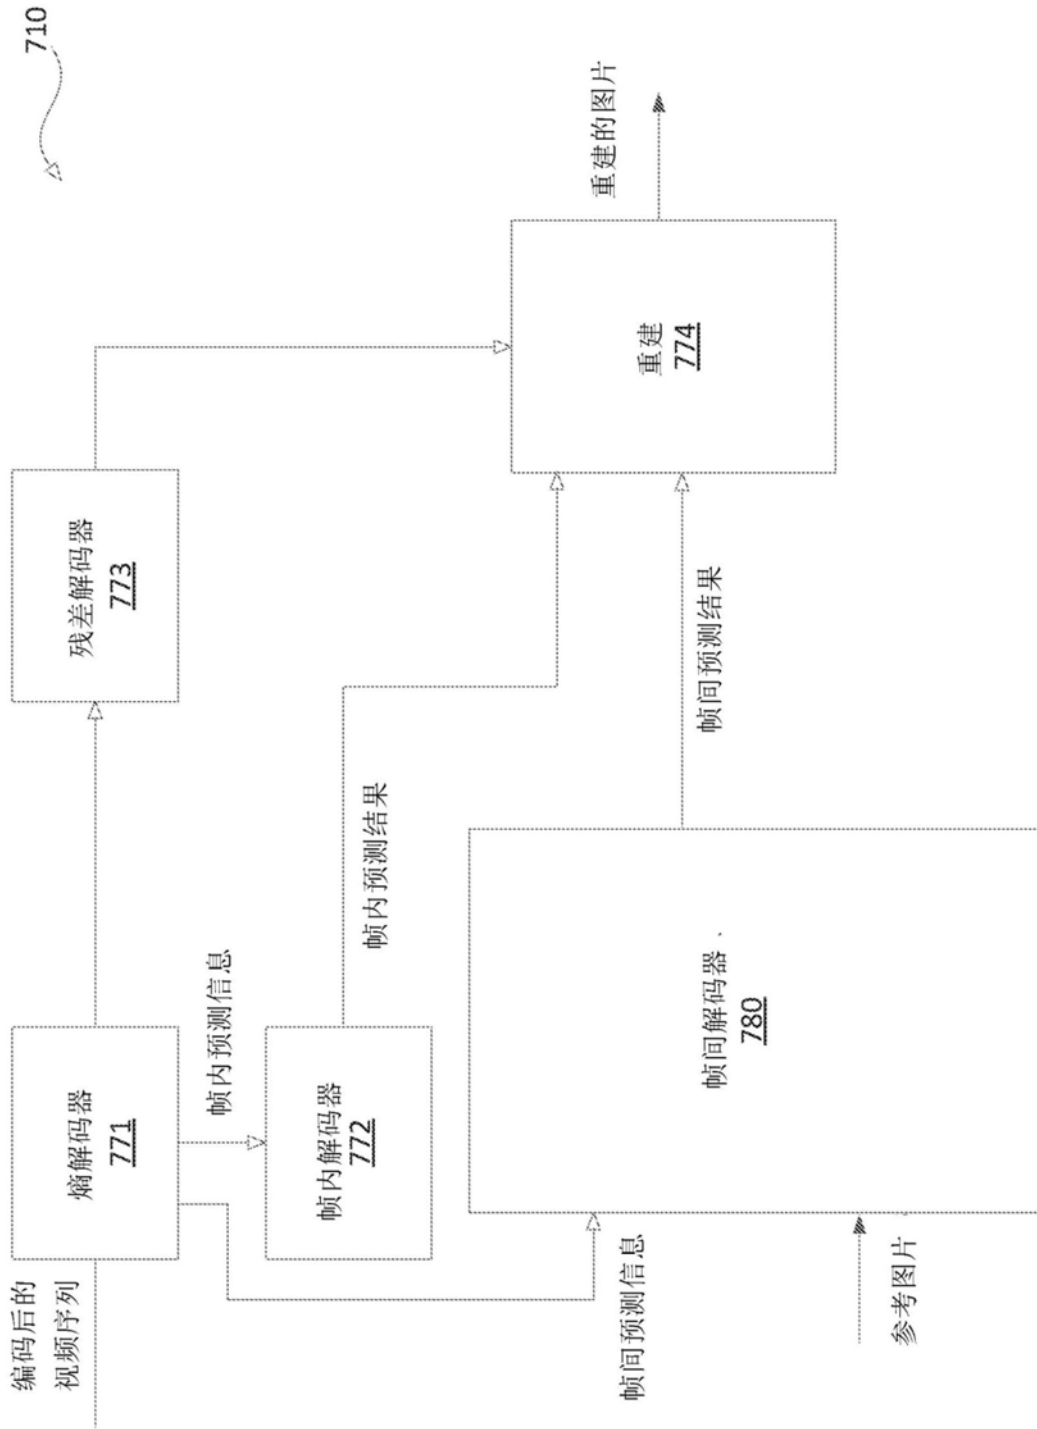 710
编码后的
视频序列
熵解码器
771
残差解码器
773
帧内预测信息
帧内解码器
772
帧内预测结果
重建
774
重建的图片
帧间预测信息
帧间解码器
780
帧间预测结果
参考图片